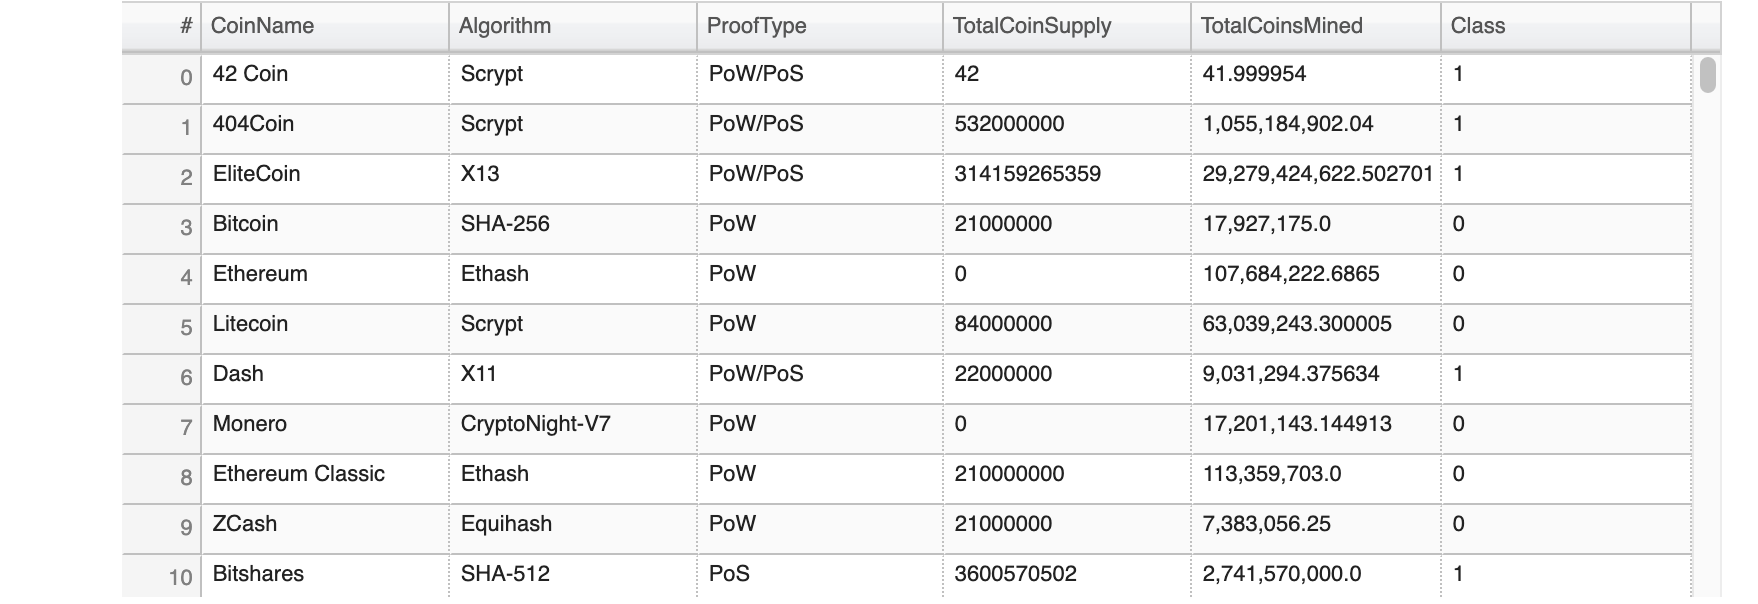 # CoinName Algorithm ProofType TotalCoinSupply TotalCoinsMined Class
0 42 Coin Scrypt PoW/PoS 42 41.999954 1
1 404Coin Scrypt PoW/PoS 532000000 1,055,184,902.04 1
2 EliteCoin X13 PoW/PoS 314159265359 29,279,424,622.502701 1
3 Bitcoin SHA-256 PoW 21000000 17,927,175.0 0
4 Ethereum Ethash PoW 0 107,684,222.6865 0
5 Litecoin Scrypt PoW 84000000 63,039,243.300005 0
6 Dash X11 PoW/PoS 22000000 9,031,294.375634 1
7 Monero CryptoNight-V7 PoW 0 17,201,143.144913 0
8 Ethereum Classic Ethash PoW 210000000 113,359,703.0 0
9 ZCash Equihash PoW 21000000 7,383,056.25 0
10 Bitshares SHA-512 PoS 3600570502 2,741,570,000.0 1